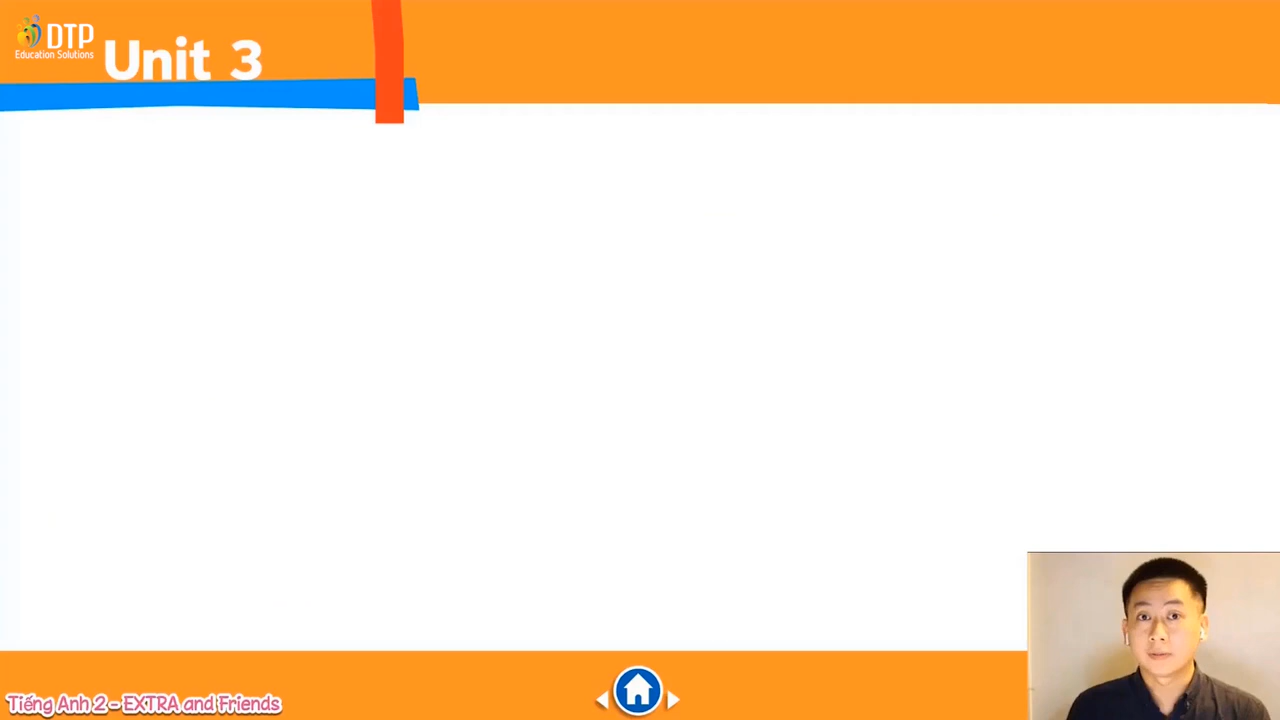 DTP
Education Solutions
Unit 3
Tiếng Anh 2 - EXTRA and Friends